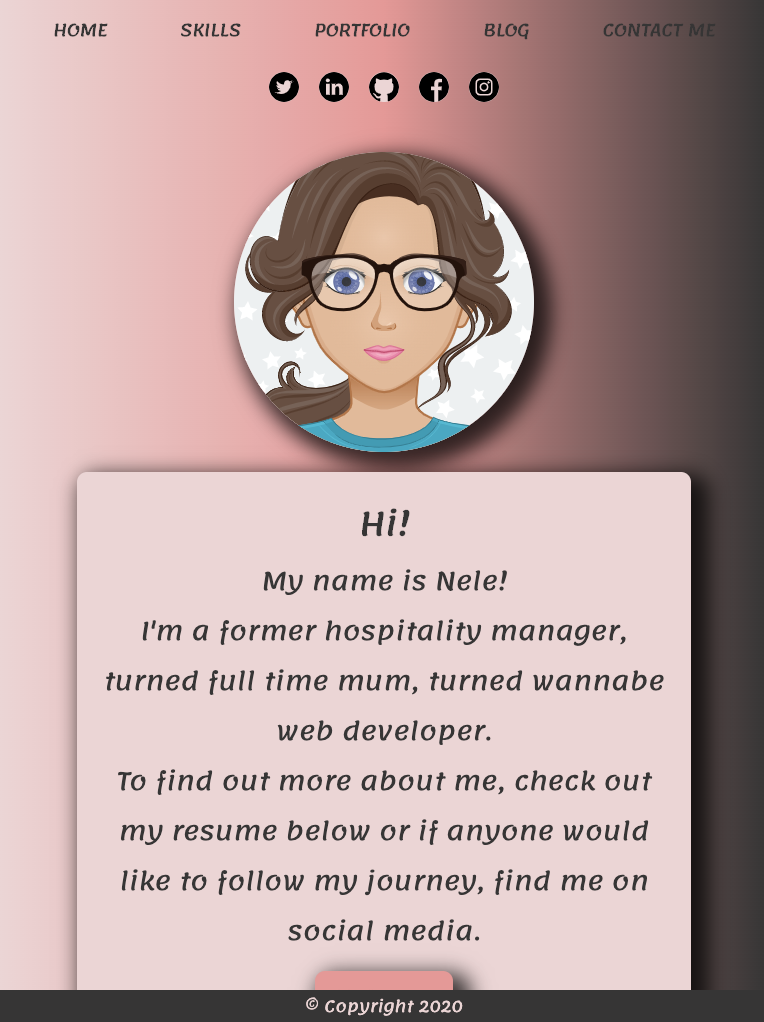 HOME SKILLS PORTFOLIO BLOG CONTACT ME
Hi!
My name is Nele!
I'm a former hospitality manager,
turned full time mum, turned wannabe
web developer.
To find out more about me, check out
my resume below or if anyone would
like to follow my journey, find me on
social media.
© Copyright 2020